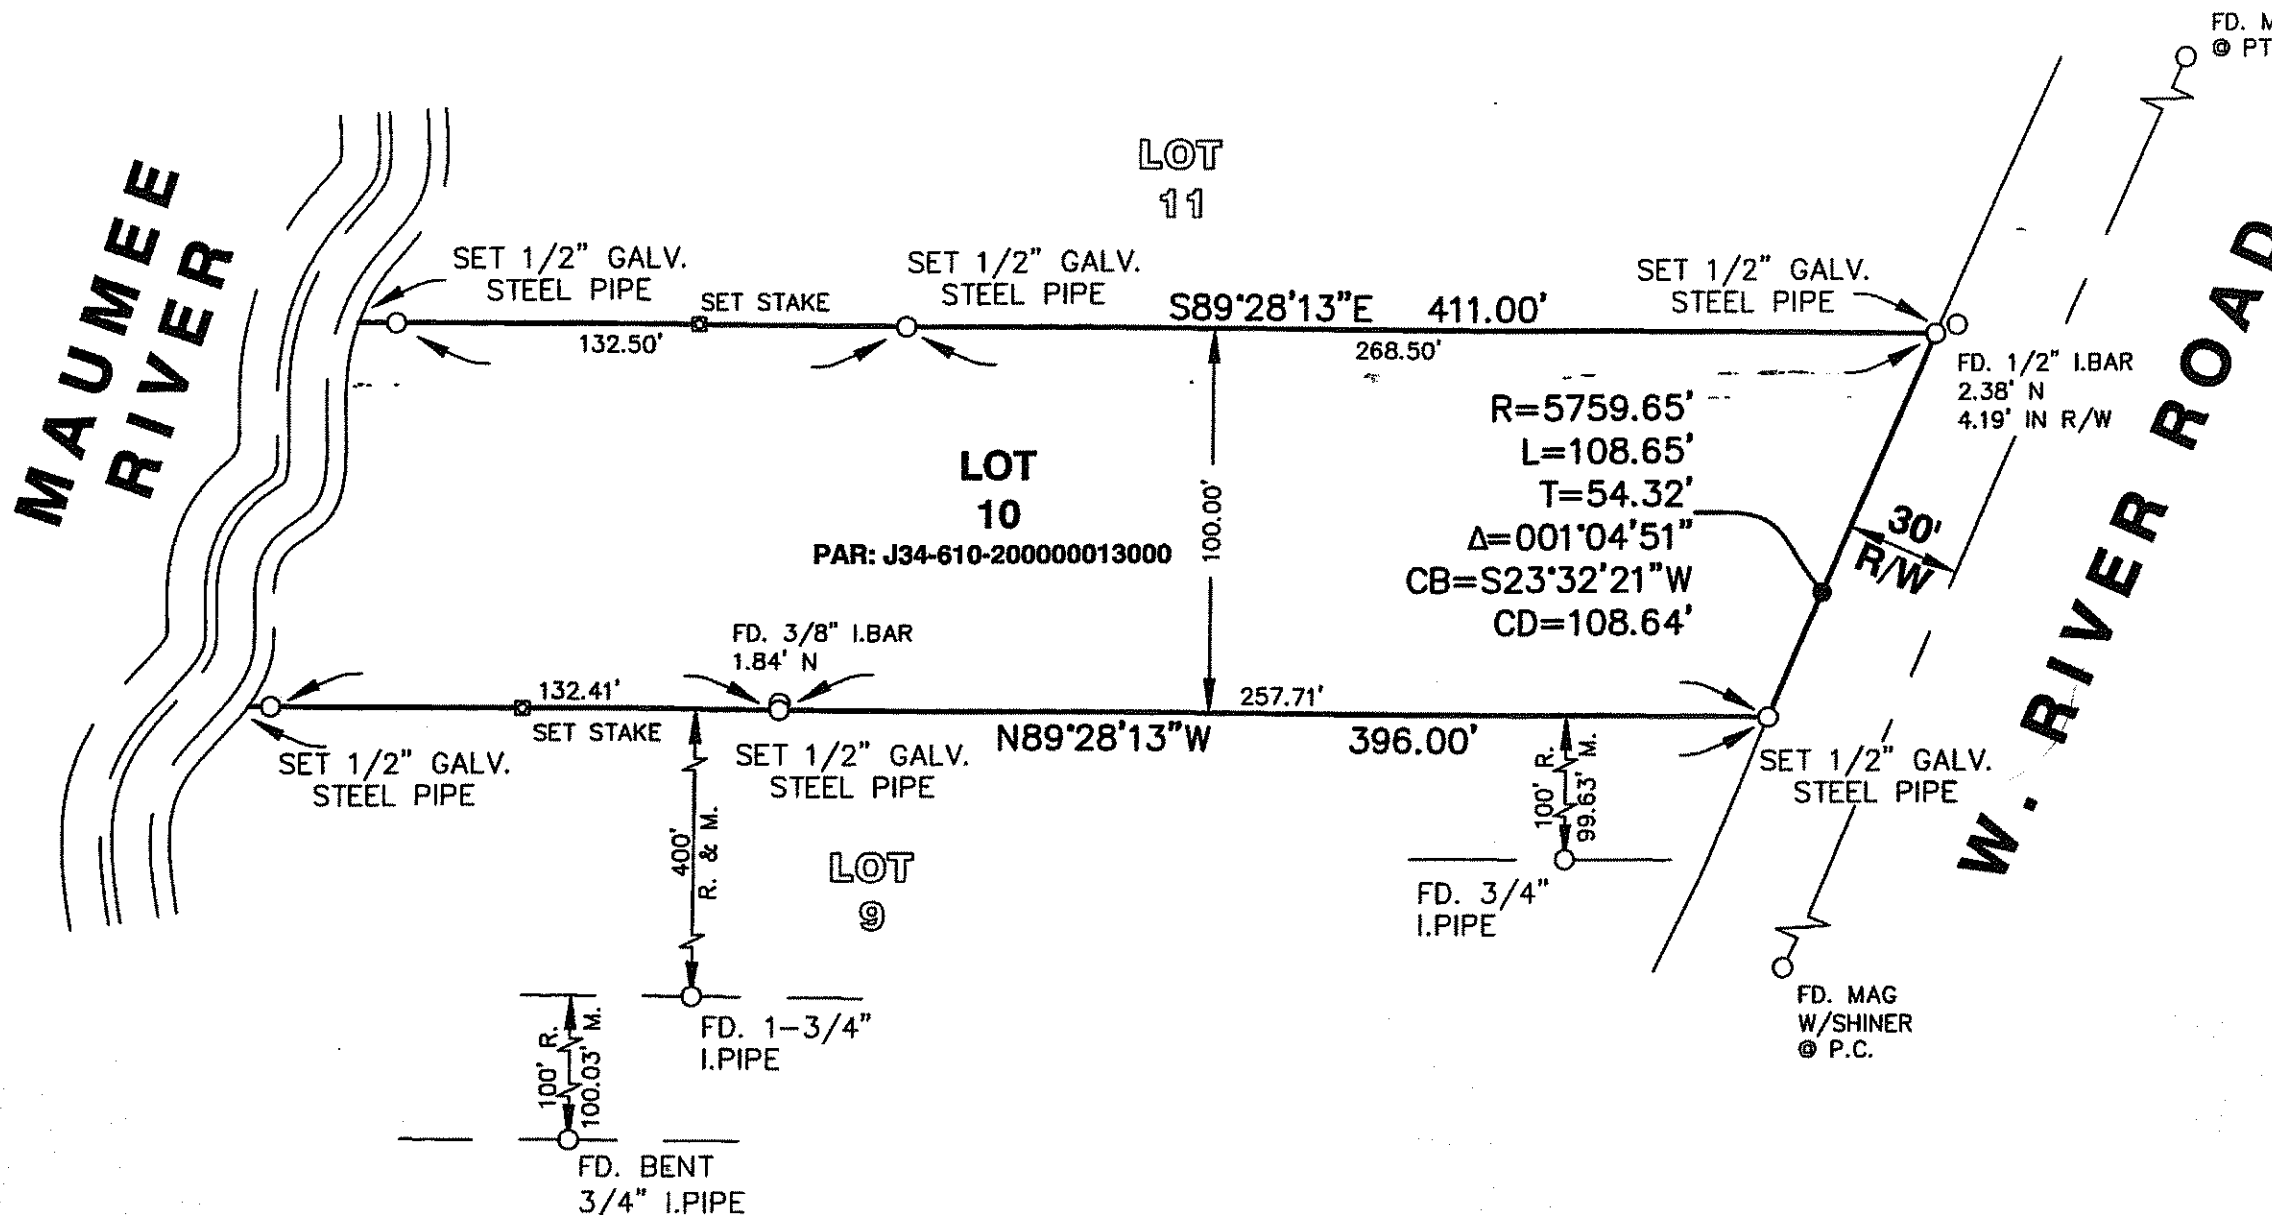 FD. M
@ PT
LOT
11
MAUMEE
RIVER
SET 1/2" GALV.
STEEL PIPE
SET STAKE
SET 1/2" GALV.
STEEL PIPE
S89°28'13"E 411.00'
SET 1/2" GALV.
STEEL PIPE
132.50'
268.50'
FD. 1/2" I.BAR
2.38' N
4.19' IN R/W
R=5759.65'
L=108.65'
T=54.32'
Δ=001°04'51"
CB=S23°32'21"W
CD=108.64'
LOT
10
PAR: J34-610-200000013000
100.00'
30'
R/W
W. RIVER ROAD
FD. 3/8" I.BAR
1.84' N
132.41'
SET STAKE
257.71'
N89°28'13"W 396.00'
SET 1/2" GALV.
STEEL PIPE
SET 1/2" GALV.
STEEL PIPE
SET 1/2" GALV.
STEEL PIPE
400'
R. & M.
LOT
9
100' R.
99.63' M.
FD. 3/4"
I.PIPE
FD. MAG
W/SHINER
@ P.C.
FD. 1-3/4"
I.PIPE
100' R.
100.03' M.
FD. BENT
3/4" I.PIPE